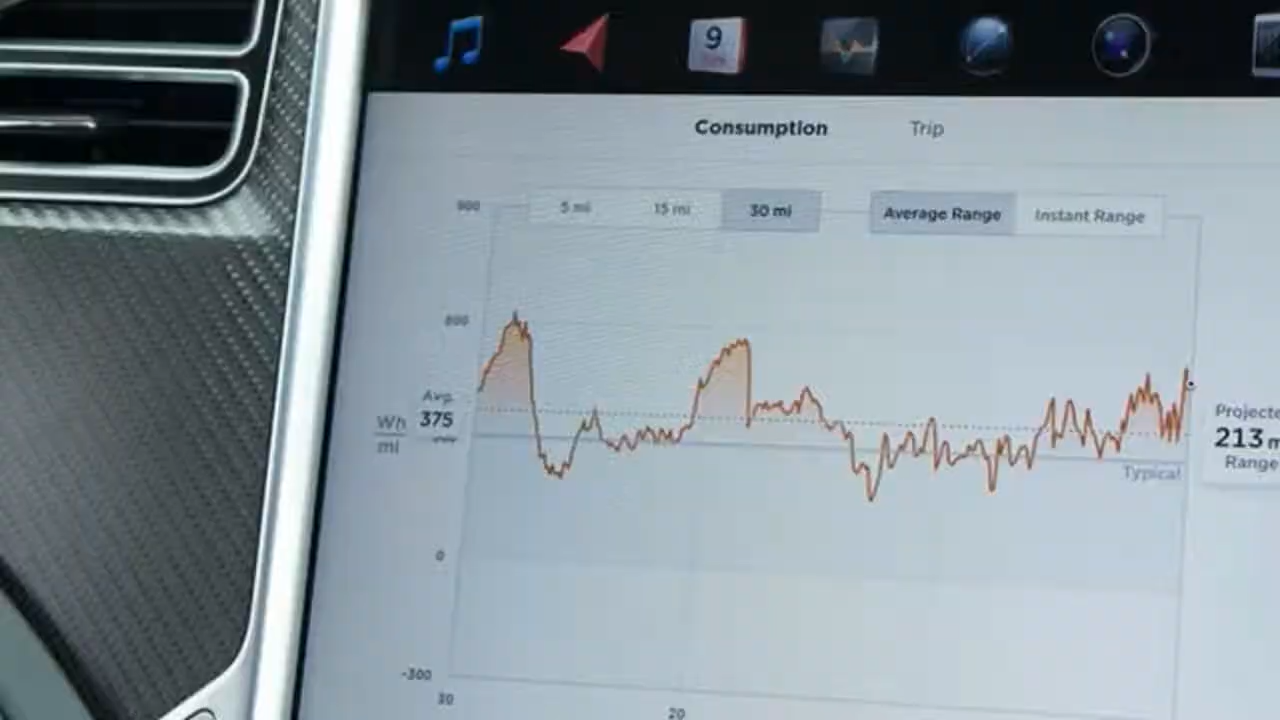 9
Consumption Trip
900 5 mi 15 mi 30 mi Average Range Instant Range
600
Avg.
375
Wh
mi
Projecte
213 m
Range
Typical
0
-300
30 20